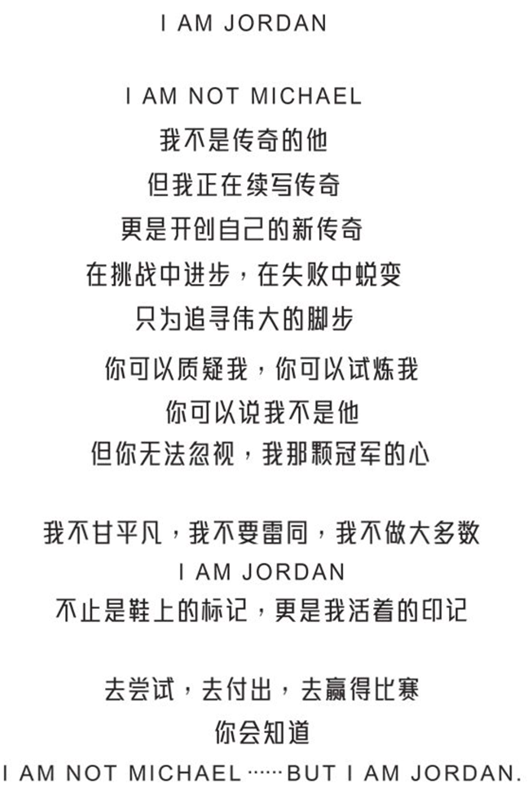 I AM JORDAN
I AM NOT MICHAEL
我不是传奇的他
但我正在续写传奇
更是开创自己的新传奇
在挑战中进步，在失败中蜕变
只为追寻伟大的脚步
你可以质疑我，你可以试炼我
你可以说我不是他
但你无法忽视，我那颗冠军的心
我不甘平凡，我不要雷同，我不做大多数
I AM JORDAN
不止是鞋上的标记，更是我活着的印记
去尝试，去付出，去赢得比赛
你会知道
I AM NOT MICHAEL ······BUT I AM JORDAN.